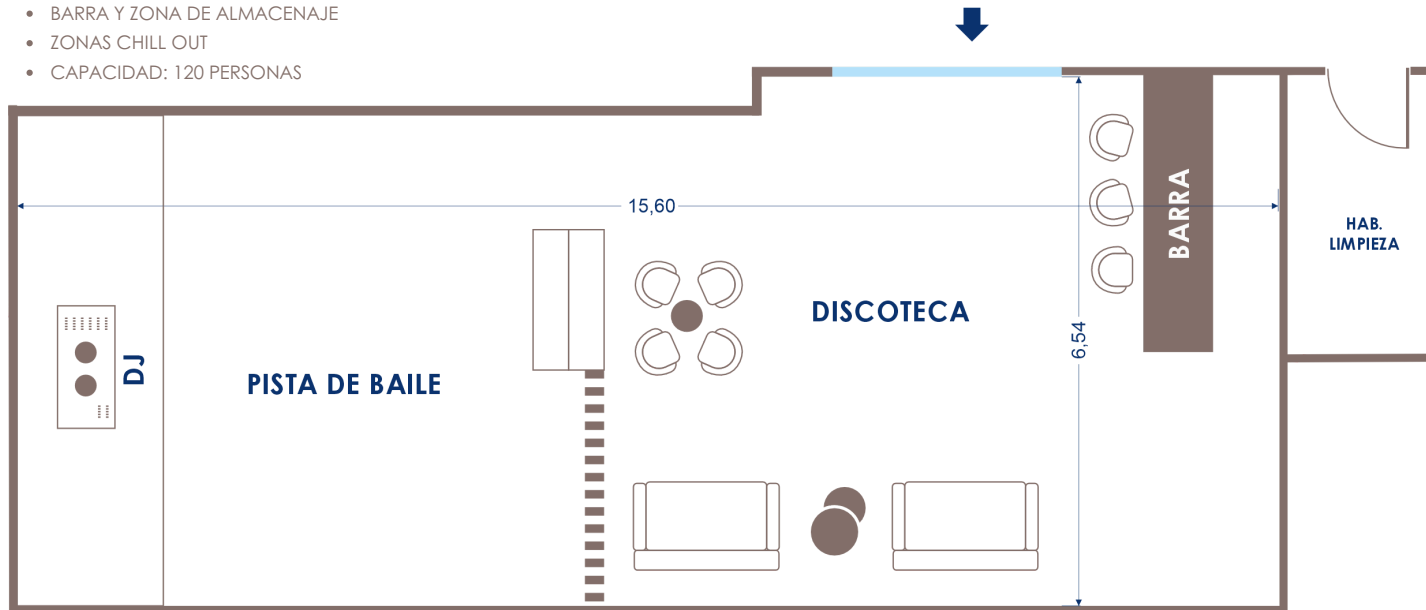 BARRA Y ZONA DE ALMACENAJE
ZONAS CHILL OUT
CAPACIDAD: 120 PERSONAS
15,60
BARRA
HAB.
LIMPIEZA
DISCOTECA
6,54
DJ
PISTA DE BAILE